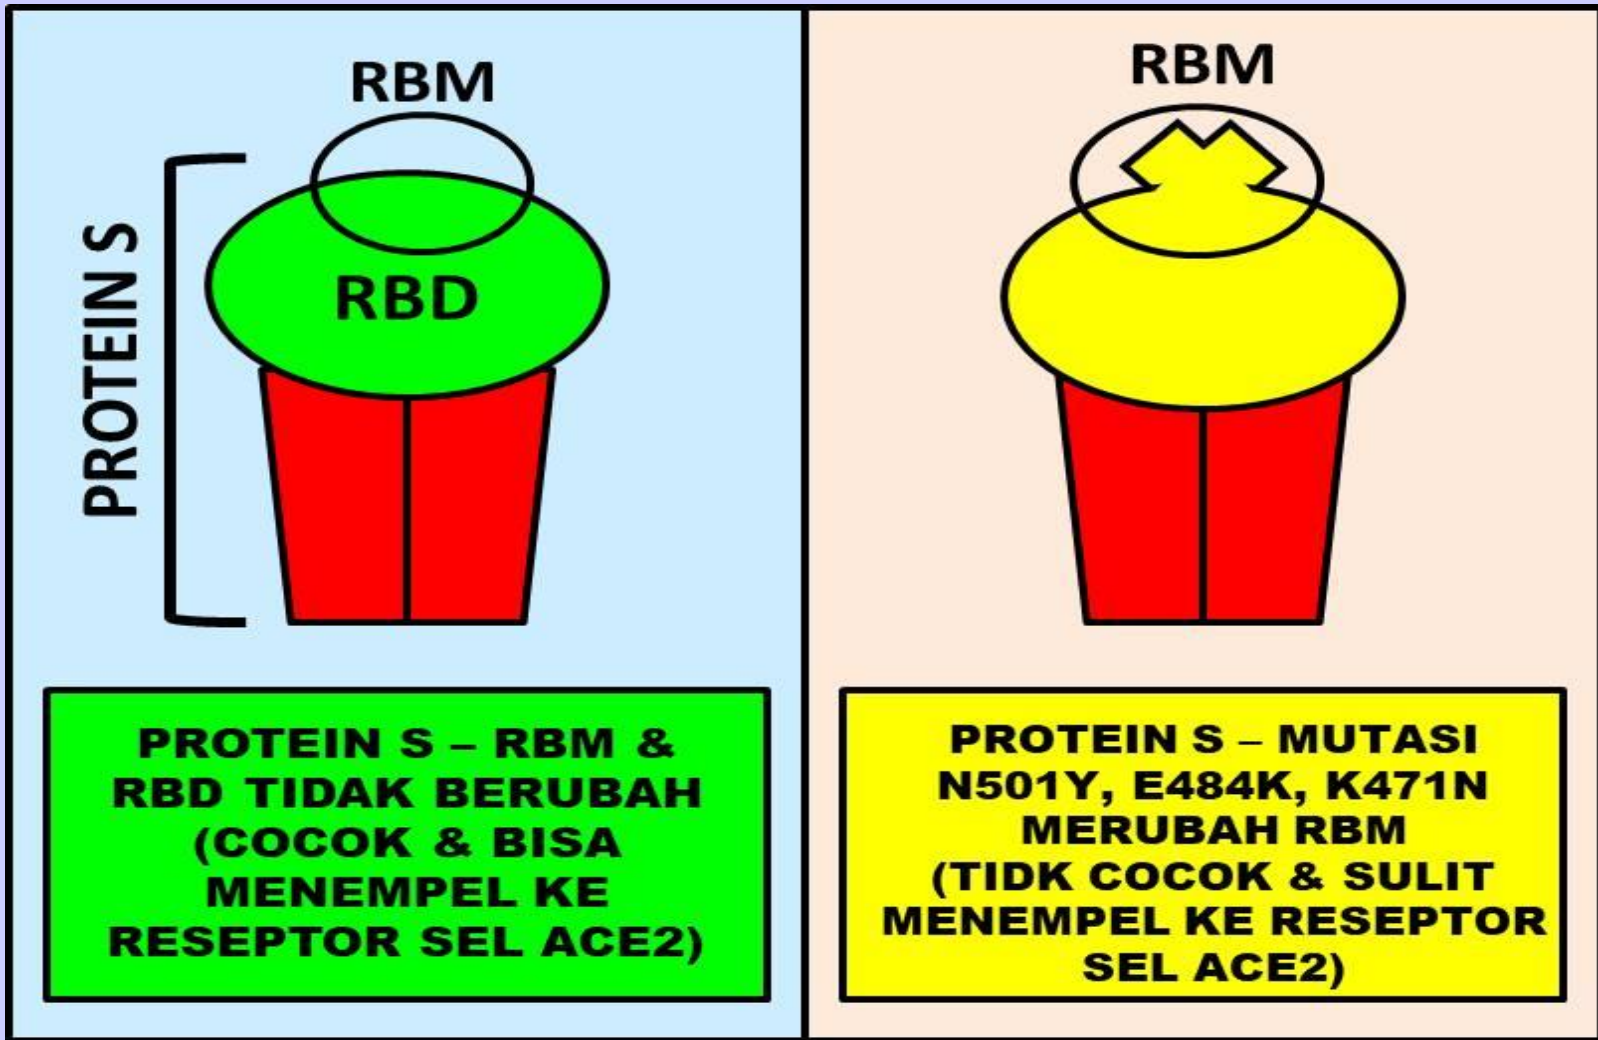 RBM
PROTEIN S
RBD
PROTEIN S – RBM &
RBD TIDAK BERUBAH
(COCOK & BISA
MENEMPEL KE
RESEPTOR SEL ACE2)
RBM
PROTEIN S – MUTASI
N501Y, E484K, K471N
MERUBAH RBM
(TIDK COCOK & SULIT
MENEMPEL KE RESEPTOR
SEL ACE2)